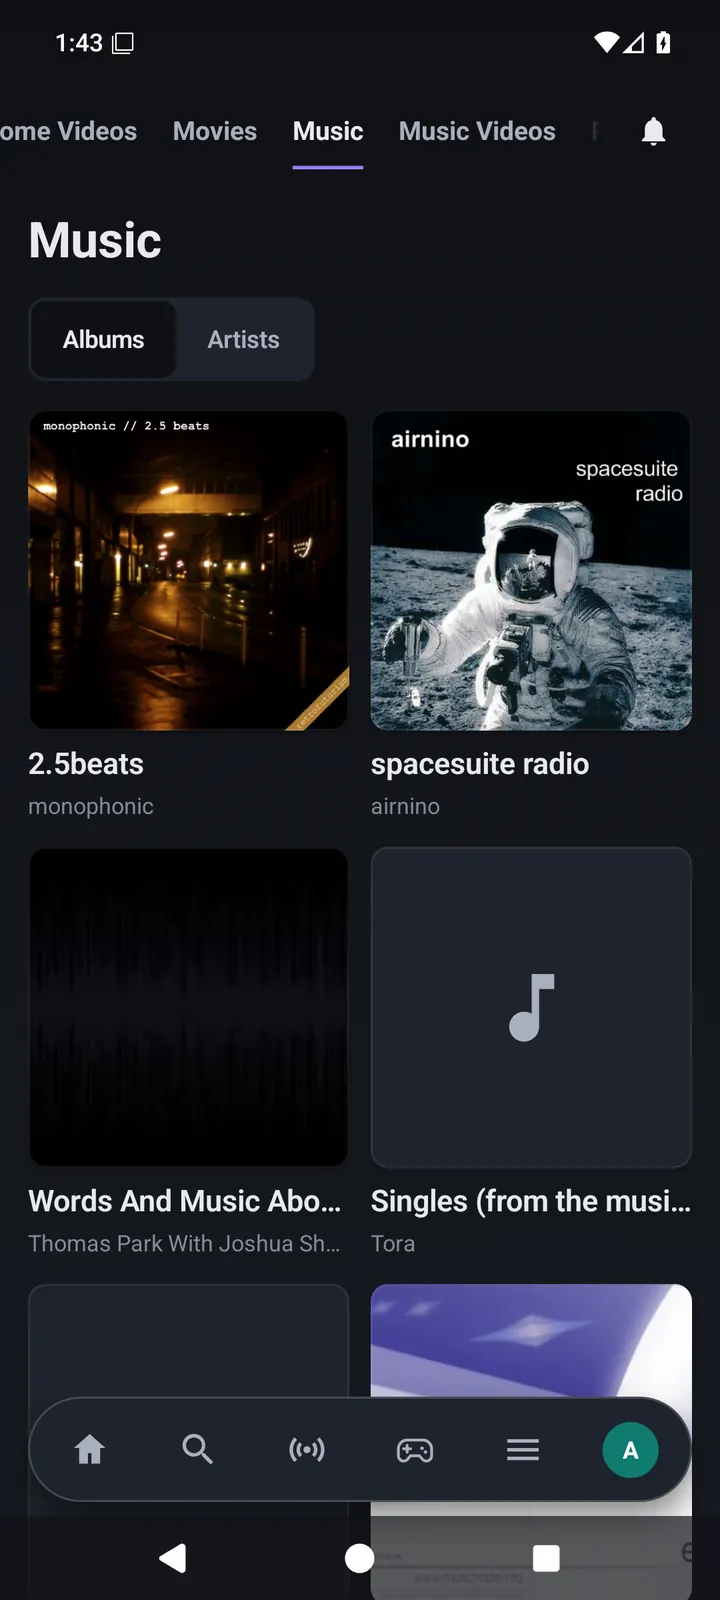 1:43
ome Videos
Movies
Music
Music Videos
Music
Albums
Artists
monophonic // 2.5 beats
retrofuturist
airnino
spacesuite
radio
2.5beats
monophonic
spacesuite radio
airnino
Words And Music Abo...
Thomas Park With Joshua Sh...
Singles (from the musi...
Tora
A